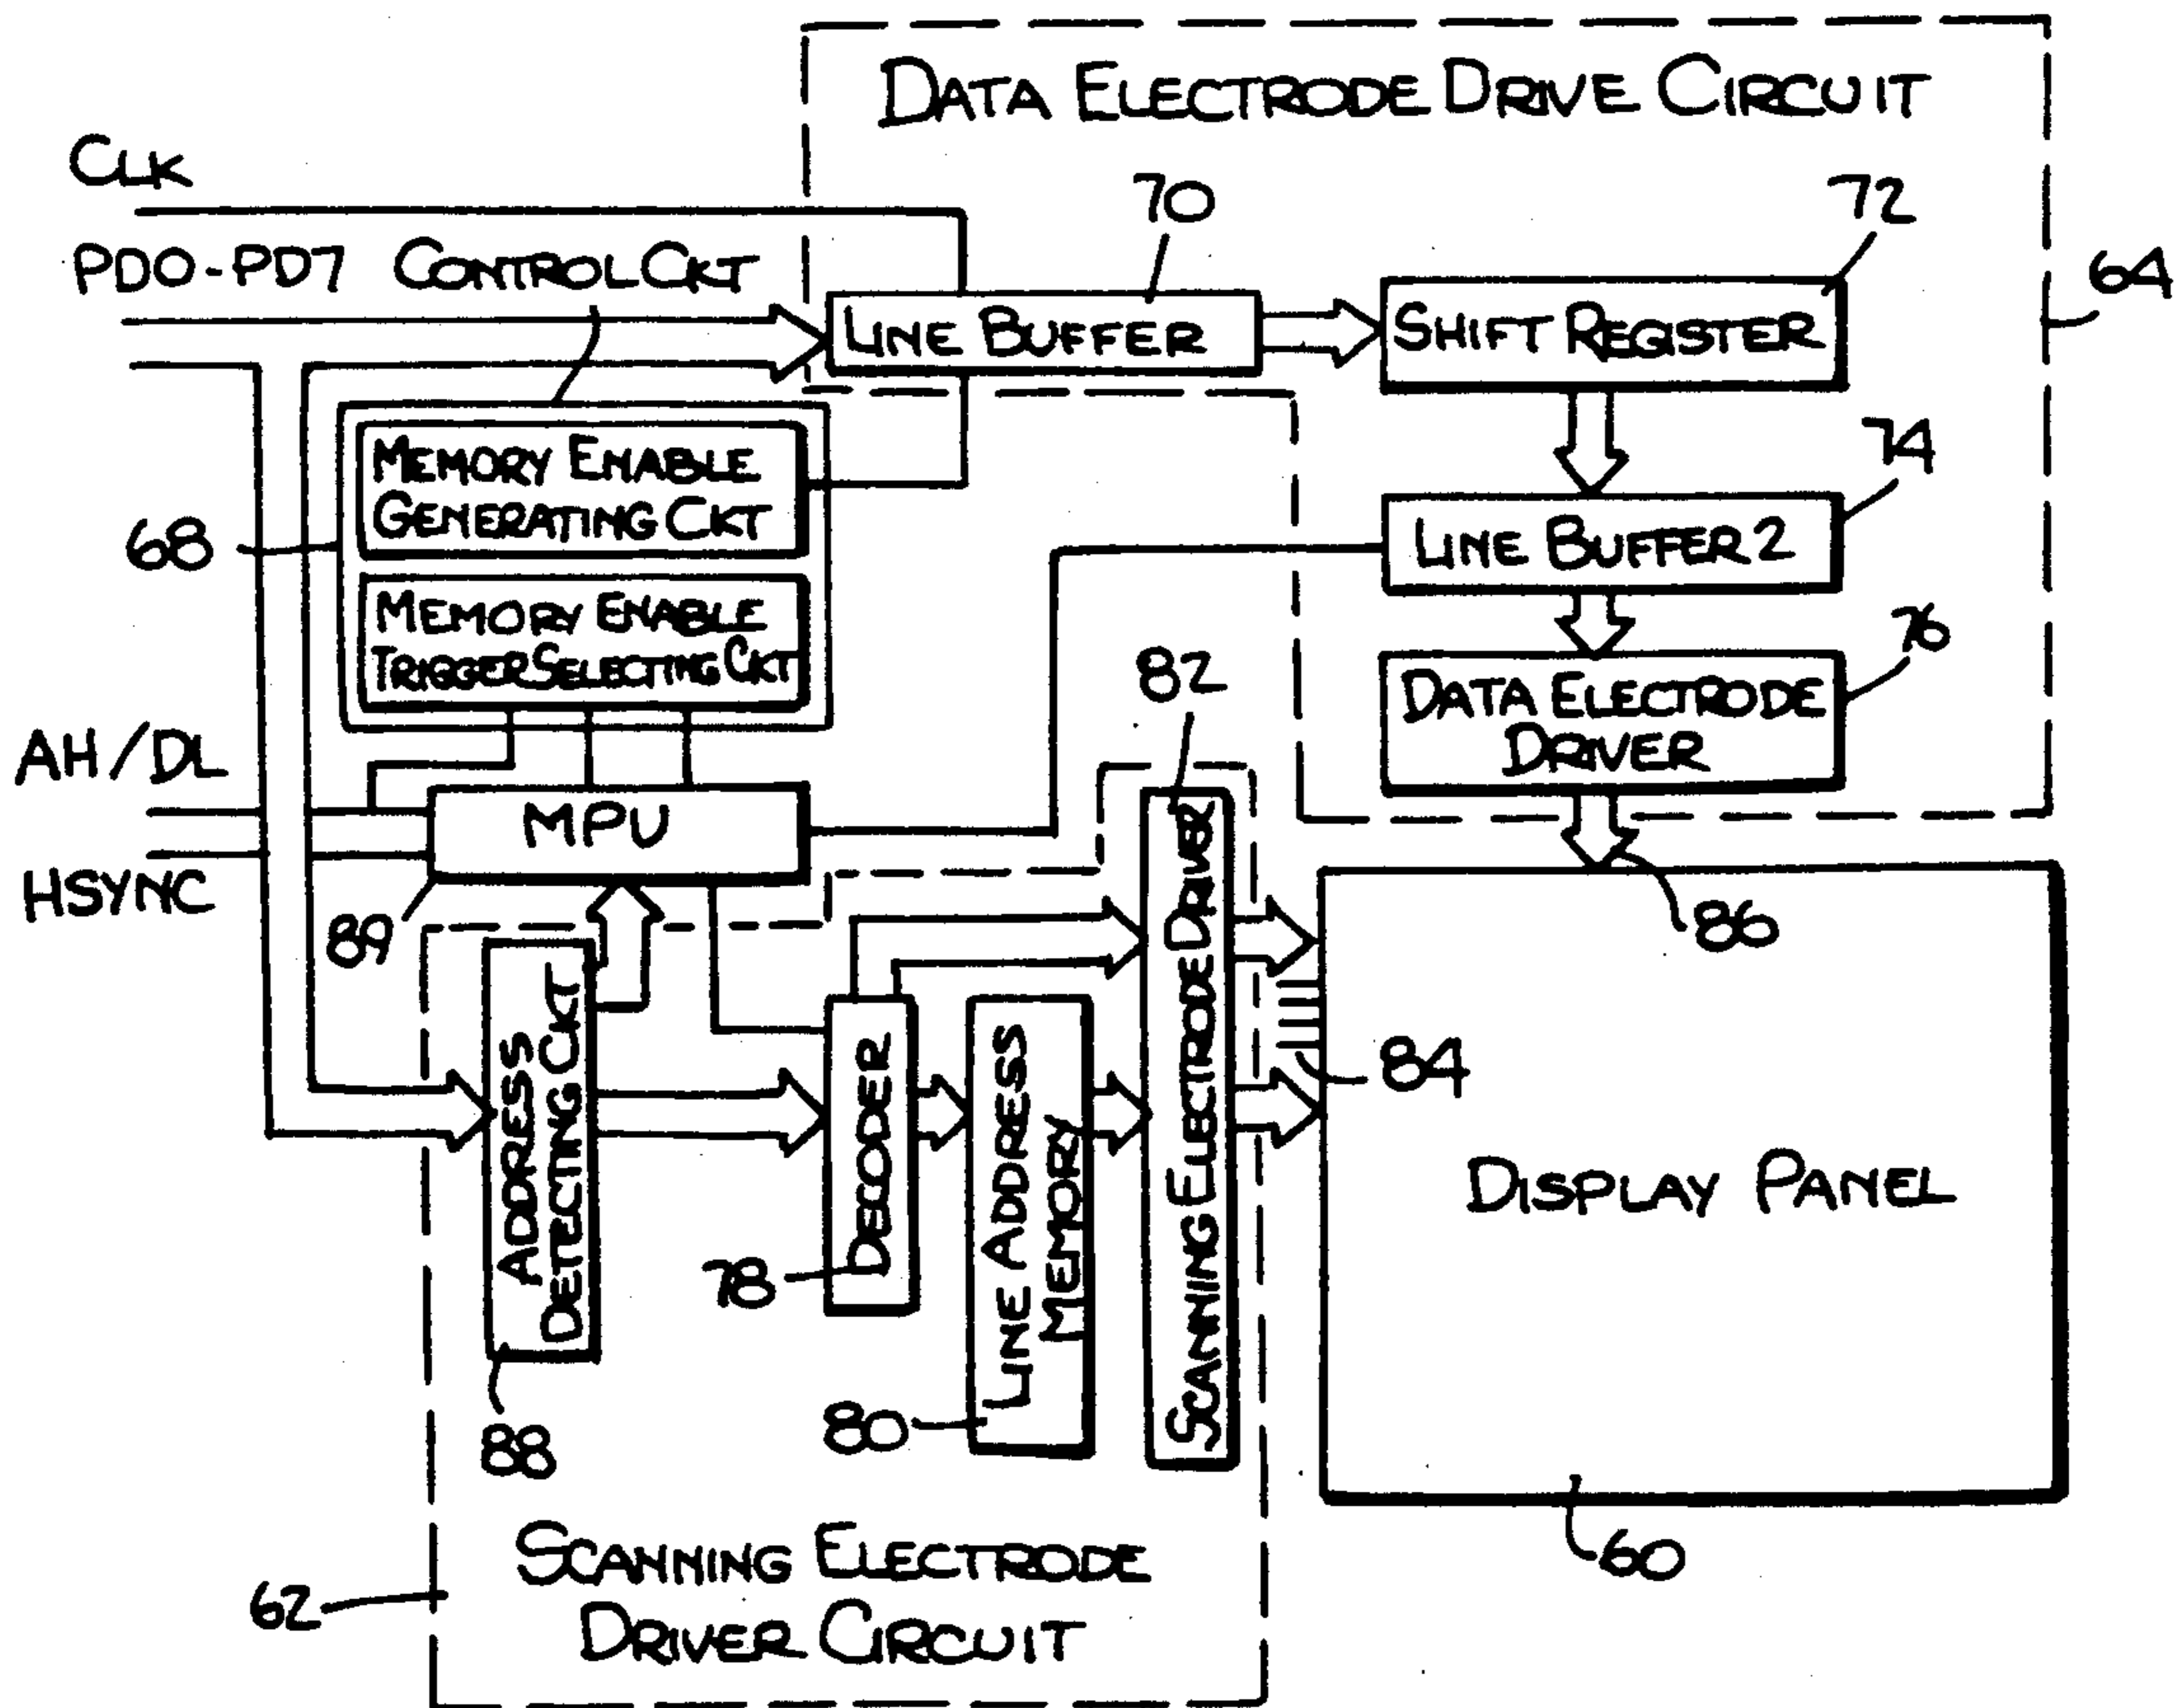 DATA ELECTRODE DRIVE CIRCUIT
CLK
70
72
PD0-PD7
CONTROL CKT
64
LINE BUFFER
SHIFT REGISTER
74
MEMORY ENABLE
GENERATING CKT
68
LINE BUFFER 2
MEMORY ENABLE
TRIGGER SELECTING CKT
76
82
DATA ELECTRODE
DRIVER
AH/DL
MPU
HSYNC
89
86
ADDRESS
DETECTING CKT
DECODER
LINE ADDRESS
MEMORY
SCANNING ELECTRODE DRIVER
84
DISPLAY PANEL
78
80
88
60
SCANNING ELECTRODE
DRIVER CIRCUIT
62